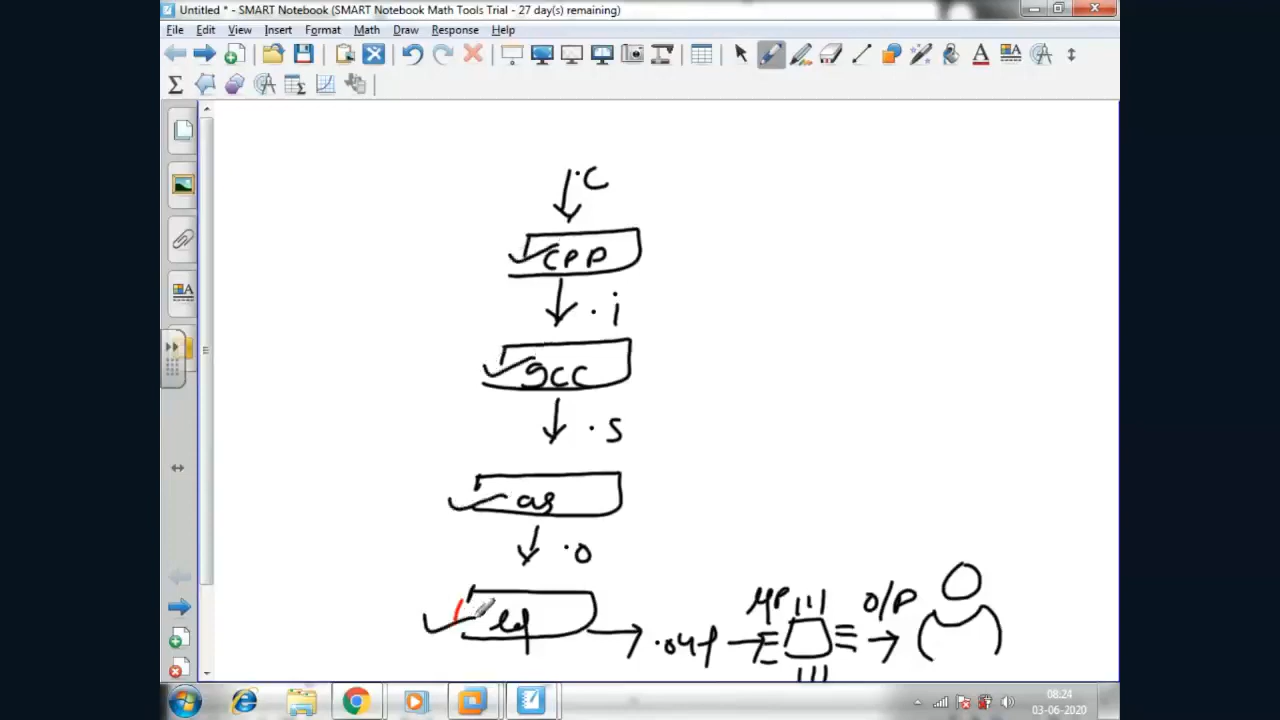 Untitled * - SMART Notebook (SMART Notebook Math Tools Trial - 27 day(s) remaining)
File Edit View Insert Format Math Draw Response Help
.C
CPP
.i
gcc
.s
as
.o
ld
.out
μP
O/P
08:24
03-06-2020